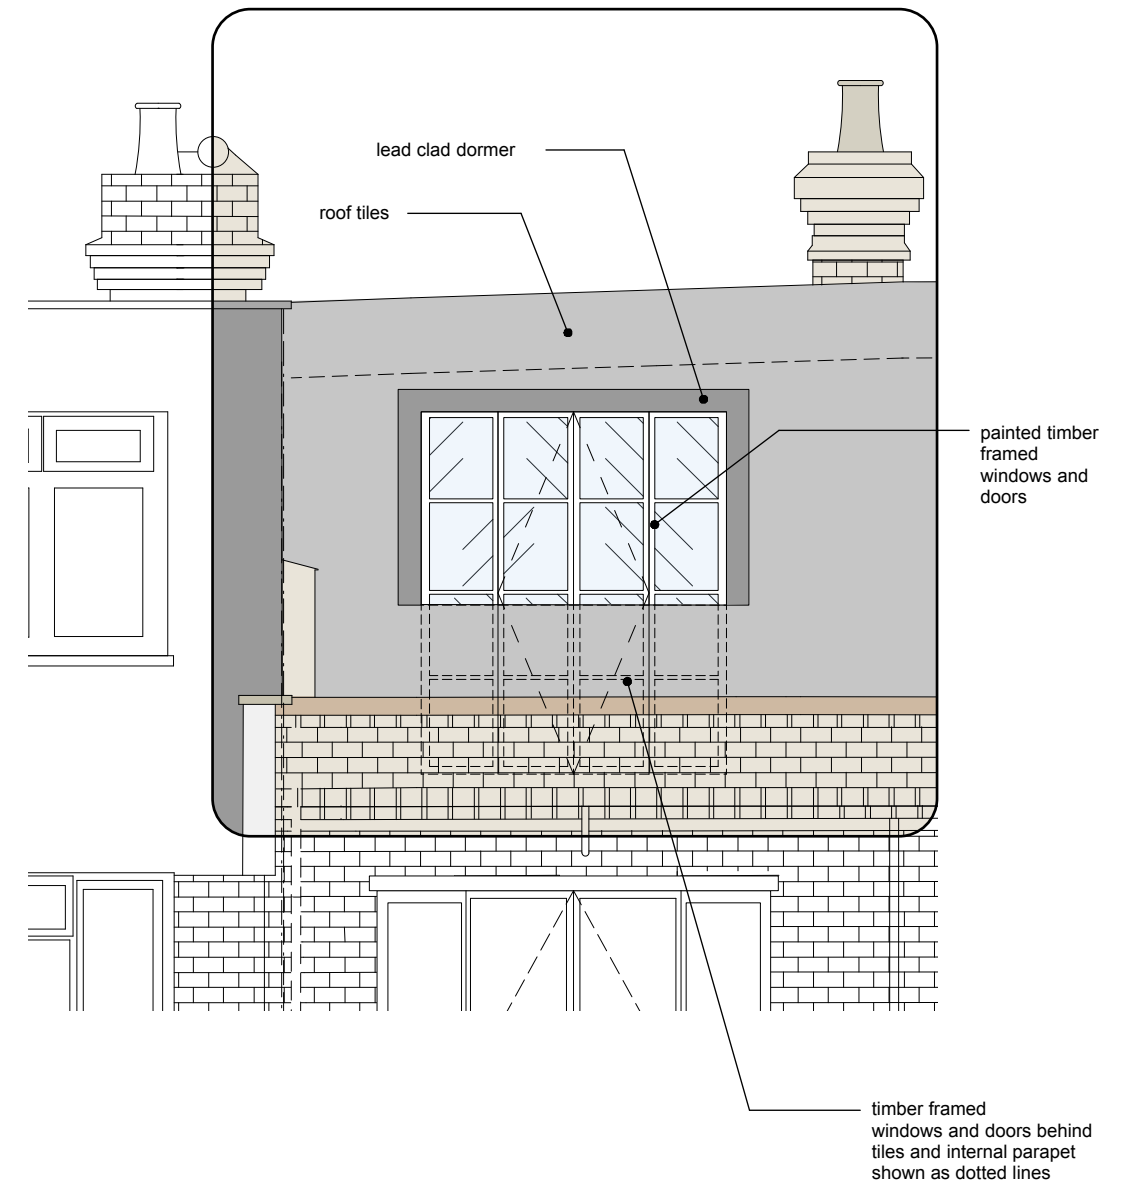 lead clad dormer
roof tiles
painted timber
framed
windows and
doors
timber framed
windows and doors behind
tiles and internal parapet
shown as dotted lines